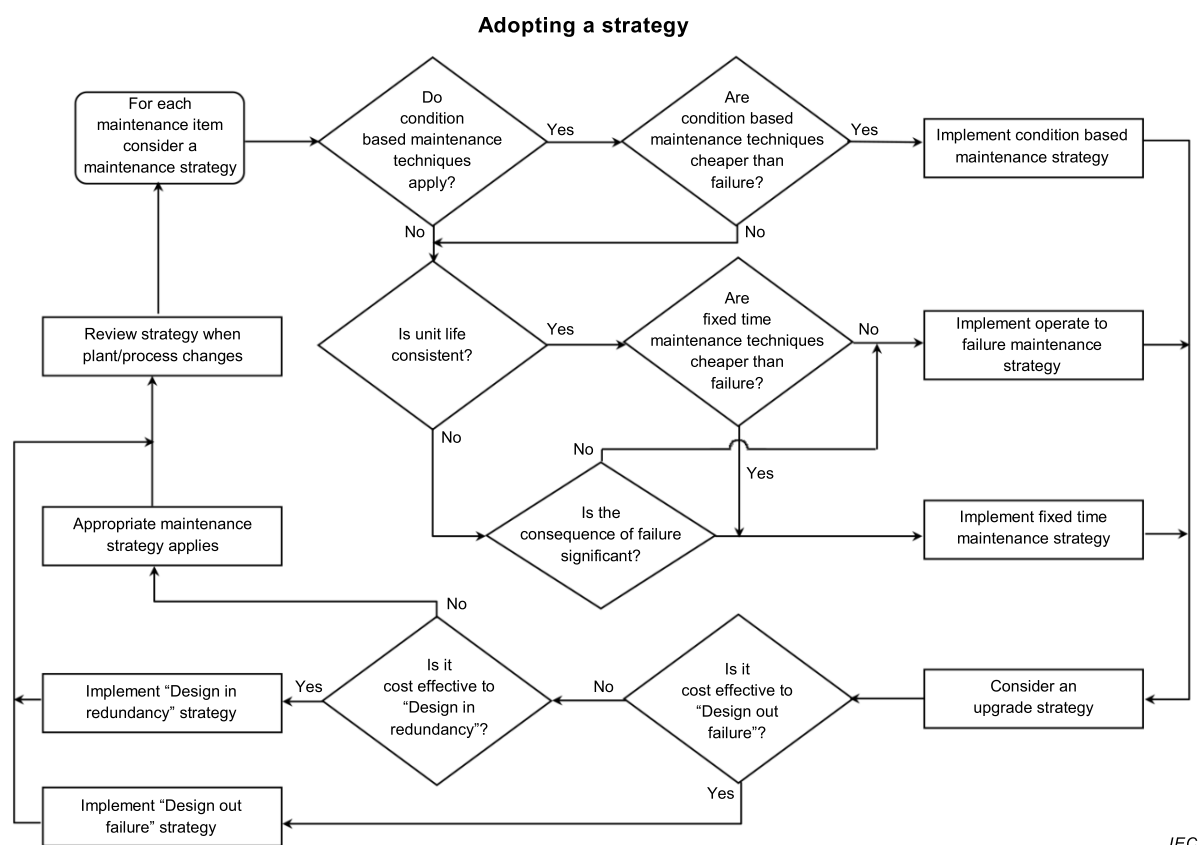 Adopting a strategy
For each
maintenance item
consider a
maintenance strategy
Do
condition
based maintenance
techniques
apply?
Yes
Are
condition based
maintenance techniques
cheaper than
failure?
Yes
Implement condition based
maintenance strategy
No
No
Review strategy when
plant/process changes
Is unit life
consistent?
Yes
Are
fixed time
maintenance techniques
cheaper than
failure?
No
Implement operate to
failure maintenance
strategy
No
No
Yes
Appropriate maintenance
strategy applies
Is the
consequence of failure
significant?
Implement fixed time
maintenance strategy
No
Implement “Design in
redundancy” strategy
Yes
Is it
cost effective to
“Design in
redundancy”?
No
Is it
cost effective to
“Design out
failure”?
Consider an
upgrade strategy
Yes
Implement “Design out
failure” strategy
IEC